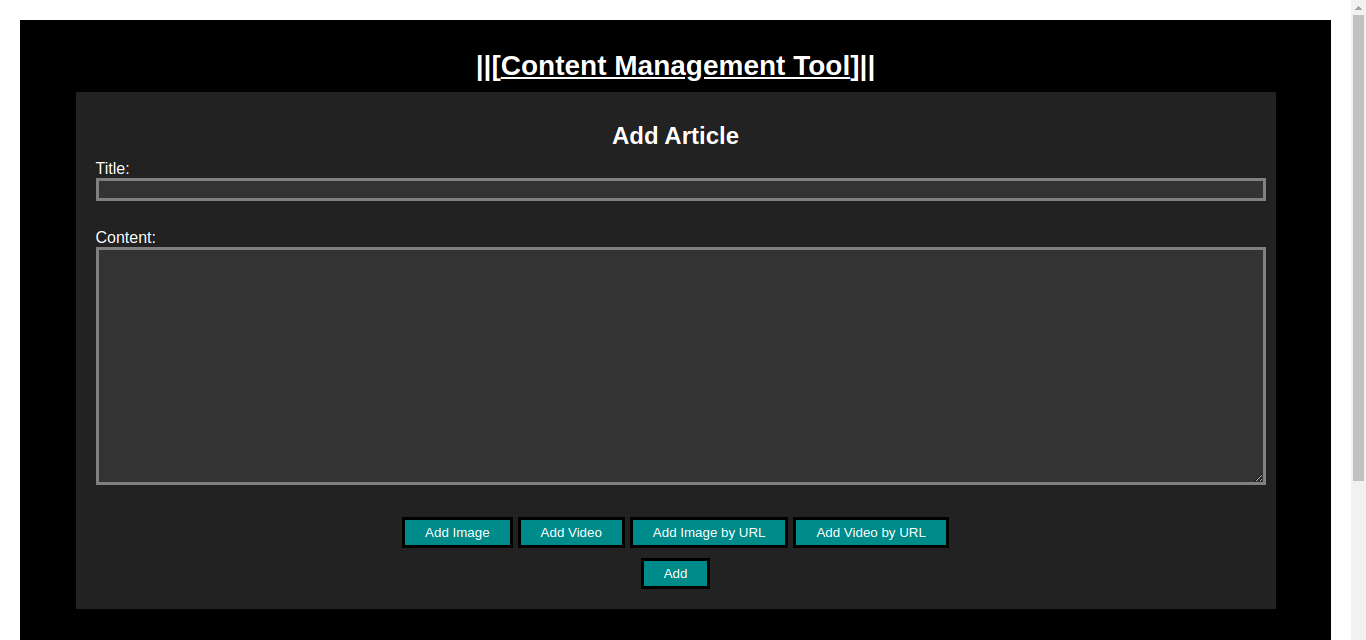 ||[Content Management Tool]||
Add Article
Title:
Content:
Add Image Add Video Add Image by URL Add Video by URL
Add